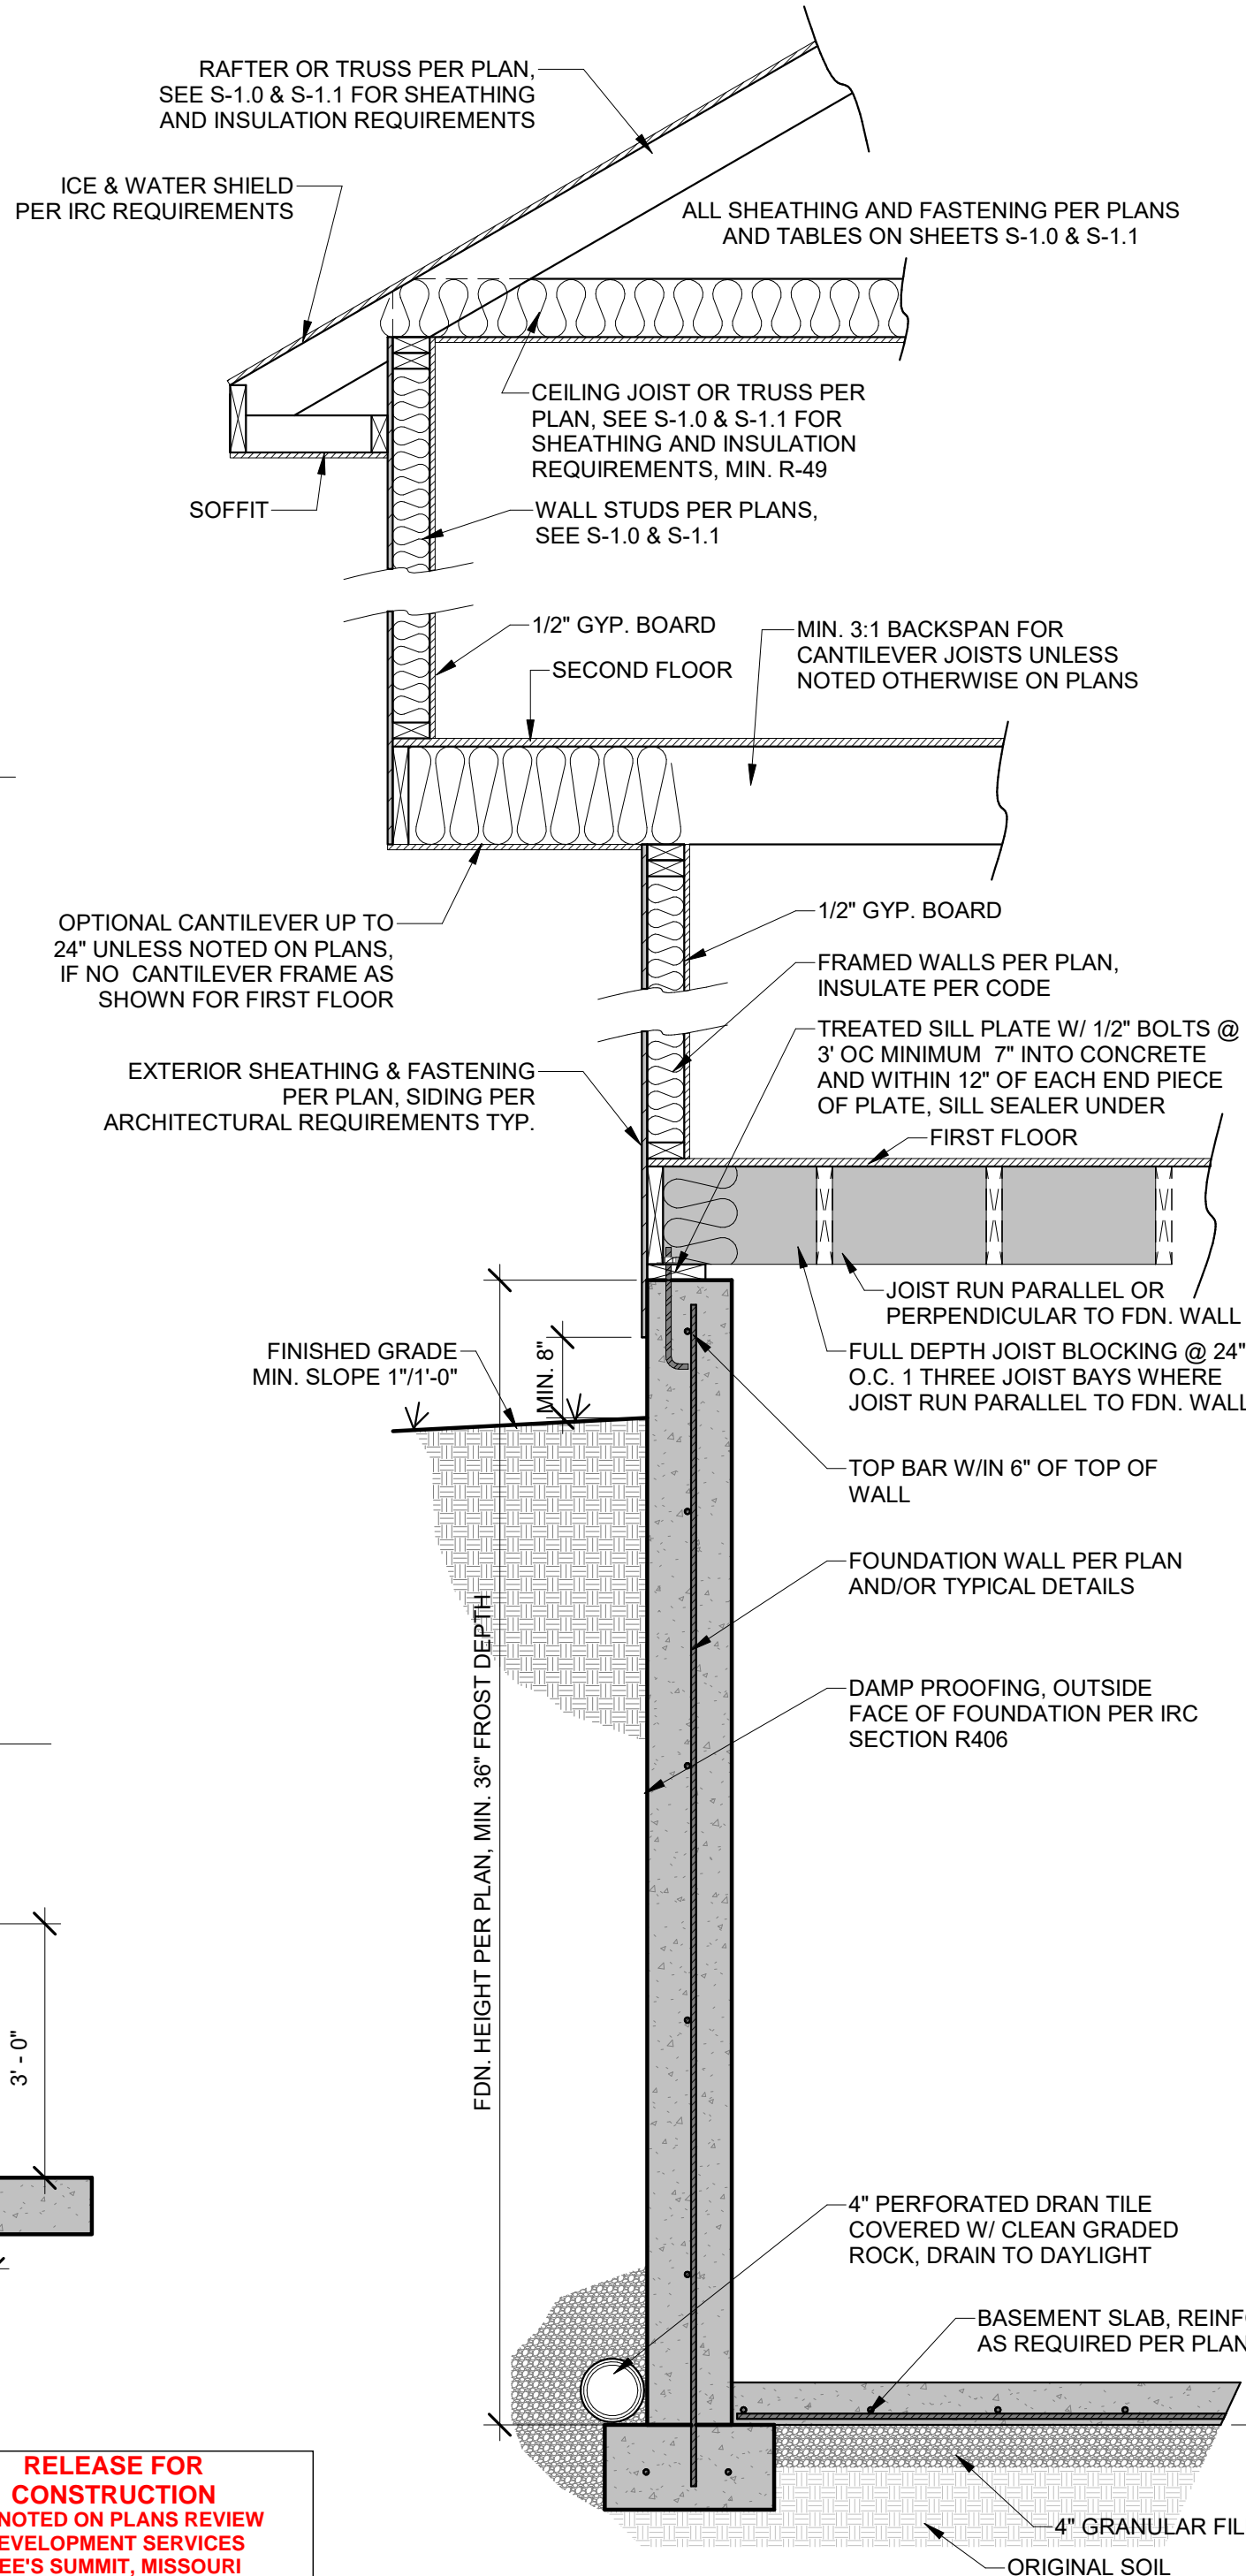 RAFTER OR TRUSS PER PLAN,
SEE S-1.0 & S-1.1 FOR SHEATHING
AND INSULATION REQUIREMENTS
ICE & WATER SHIELD
PER IRC REQUIREMENTS
ALL SHEATHING AND FASTENING PER PLANS
AND TABLES ON SHEETS S-1.0 & S-1.1
CEILING JOIST OR TRUSS PER
PLAN, SEE S-1.0 & S-1.1 FOR
SHEATHING AND INSULATION
REQUIREMENTS, MIN. R-49
SOFFIT
WALL STUDS PER PLANS,
SEE S-1.0 & S-1.1
1/2" GYP. BOARD
SECOND FLOOR
MIN. 3:1 BACKSPAN FOR
CANTILEVER JOISTS UNLESS
NOTED OTHERWISE ON PLANS
OPTIONAL CANTILEVER UP TO
24" UNLESS NOTED ON PLANS,
IF NO CANTILEVER FRAME AS
SHOWN FOR FIRST FLOOR
1/2" GYP. BOARD
FRAMED WALLS PER PLAN,
INSULATE PER CODE
TREATED SILL PLATE W/ 1/2" BOLTS @
3' OC MINIMUM 7" INTO CONCRETE
AND WITHIN 12" OF EACH END PIECE
OF PLATE, SILL SEALER UNDER
EXTERIOR SHEATHING & FASTENING
PER PLAN, SIDING PER
ARCHITECTURAL REQUIREMENTS TYP.
FIRST FLOOR
JOIST RUN PARALLEL OR
PERPENDICULAR TO FDN. WALL
FINISHED GRADE
MIN. SLOPE 1"/1'-0"
MIN. 8"
FULL DEPTH JOIST BLOCKING @ 24"
O.C. 1 THREE JOIST BAYS WHERE
JOIST RUN PARALLEL TO FDN. WALL
TOP BAR W/IN 6" OF TOP OF
WALL
FOUNDATION WALL PER PLAN
AND/OR TYPICAL DETAILS
FDN. HEIGHT PER PLAN, MIN. 36" FROST DEPTH
DAMP PROOFING, OUTSIDE
FACE OF FOUNDATION PER IRC
SECTION R406
3' - 0"
4" PERFORATED DRAN TILE
COVERED W/ CLEAN GRADED
ROCK, DRAIN TO DAYLIGHT
BASEMENT SLAB, REINFO
AS REQUIRED PER PLAN
4" GRANULAR FIL
ORIGINAL SOIL
RELEASE FOR
CONSTRUCTION
NOTED ON PLANS REVIEW
EVELOPMENT SERVICES
EE'S SUMMIT, MISSOURI